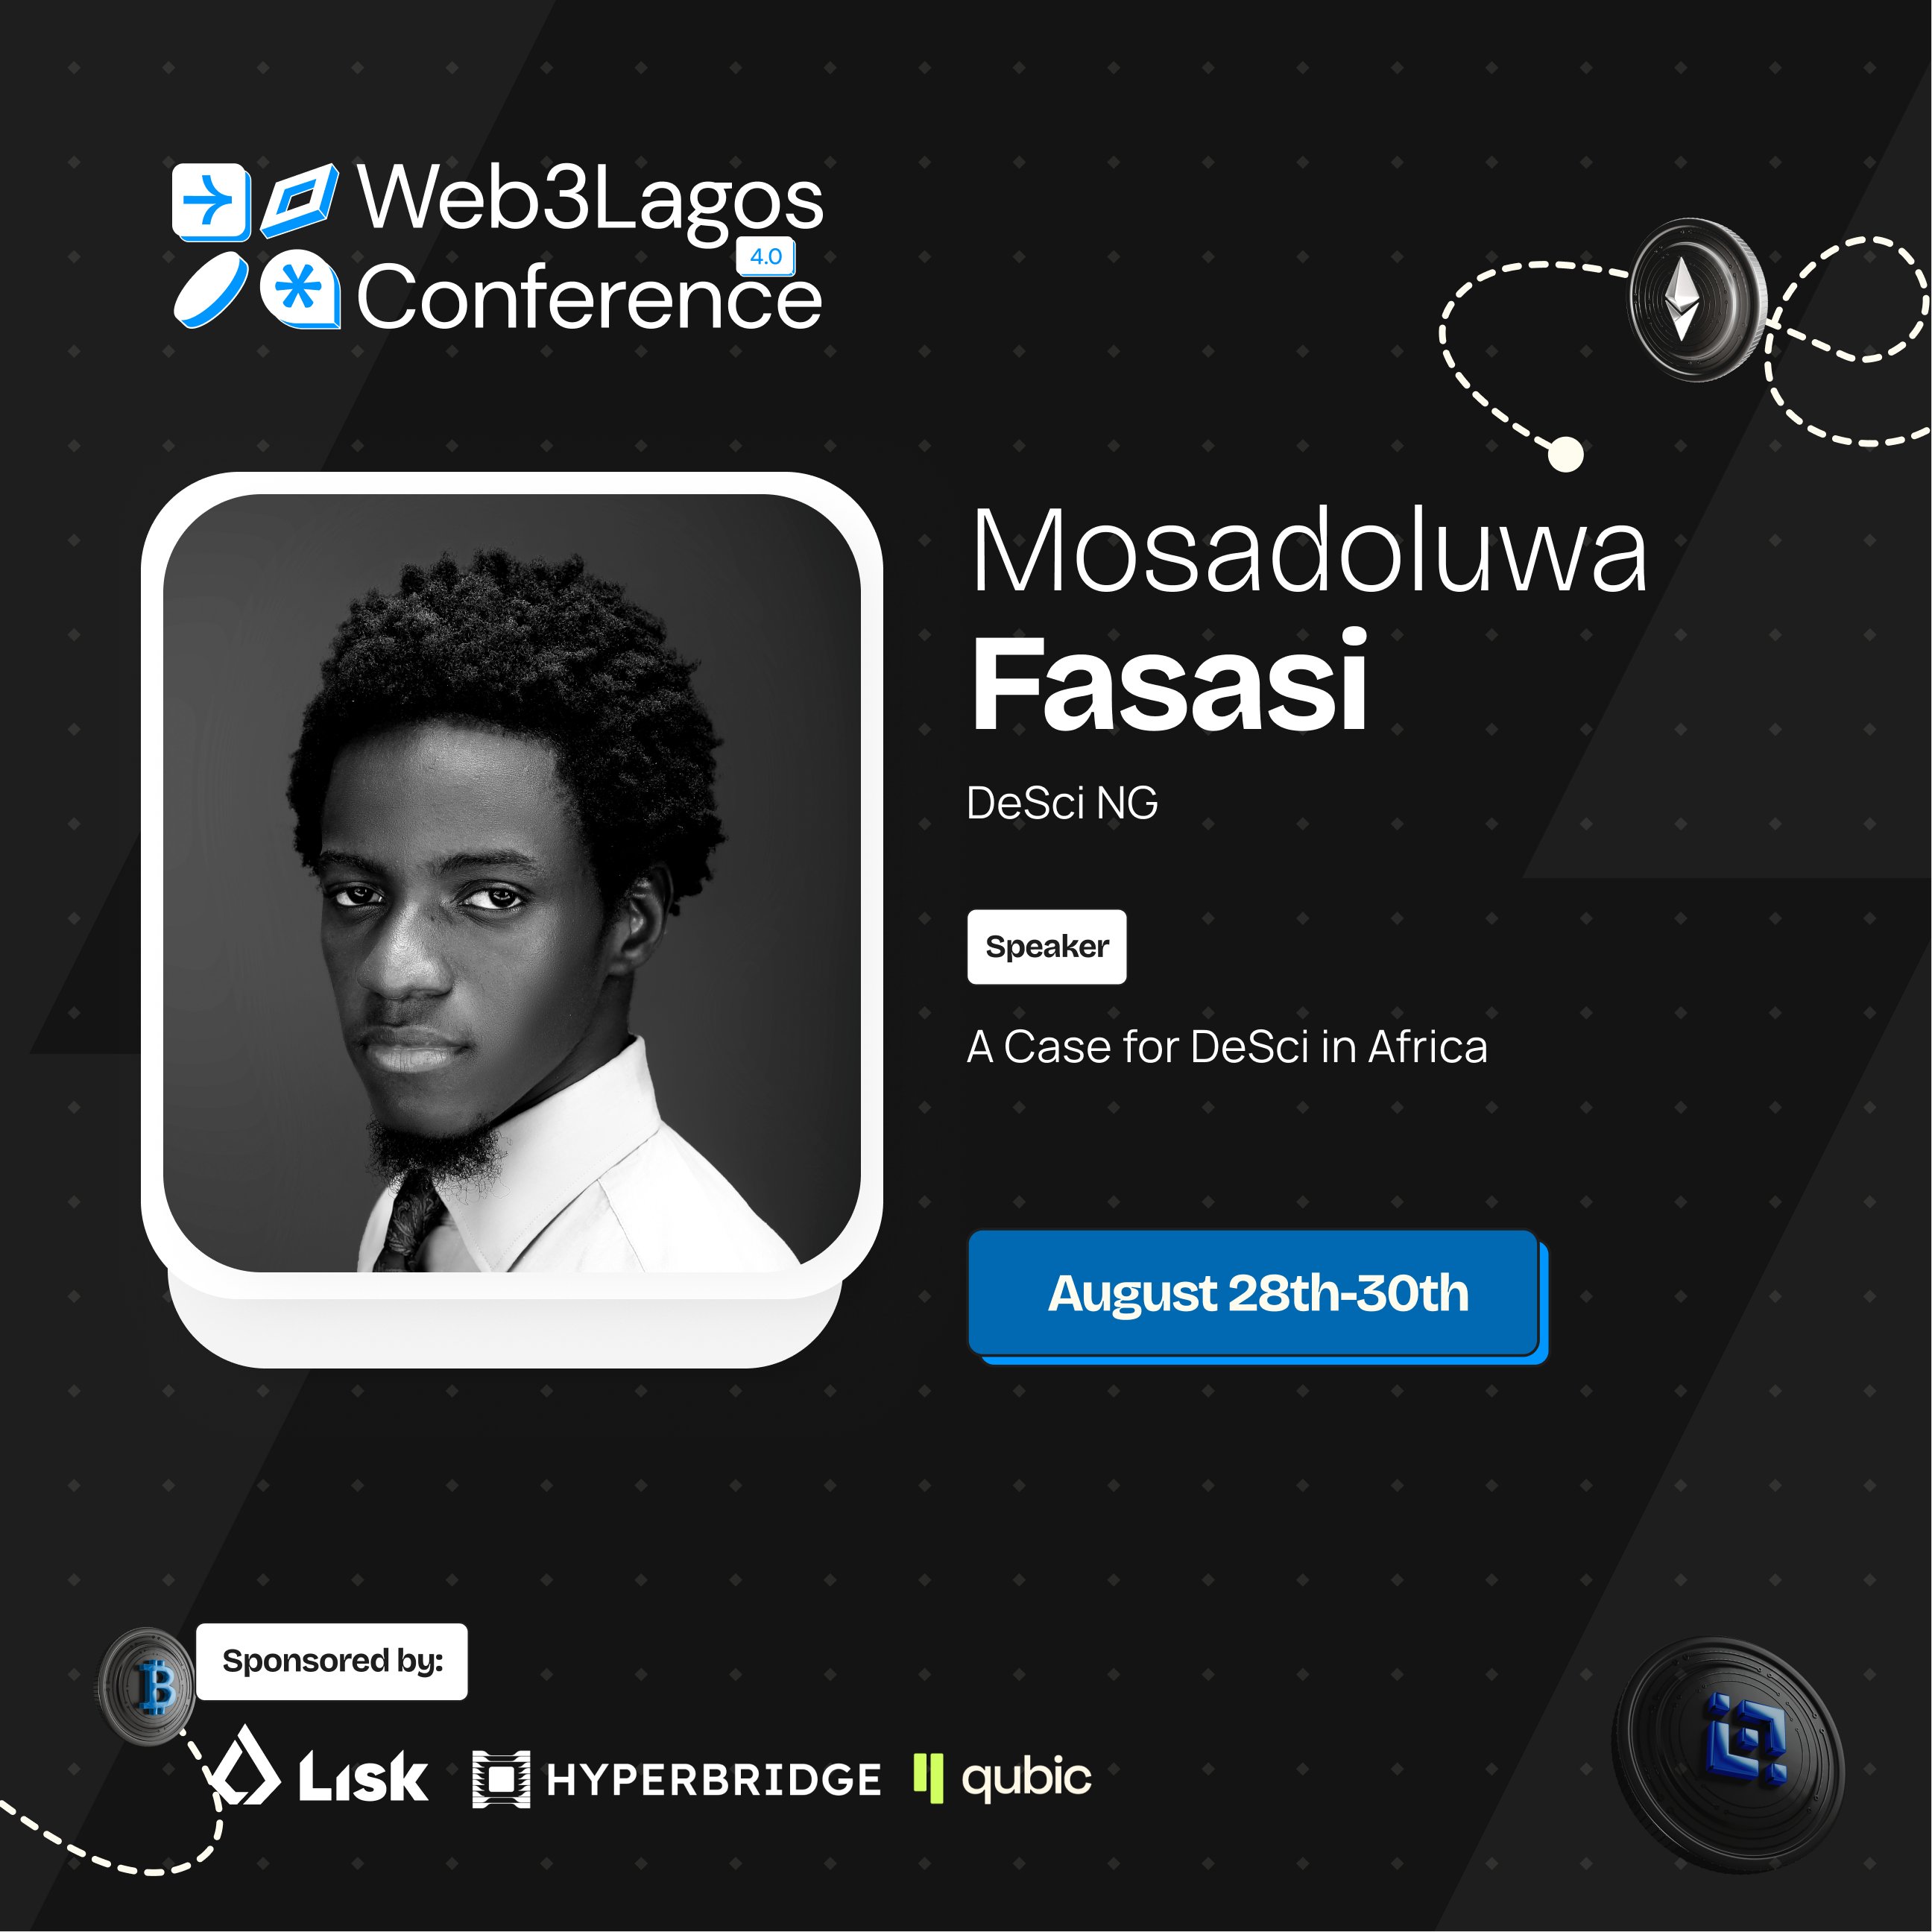 Web3Lagos
4.0
Conference
Mosadoluwa
Fasasi
DeSci NG
Speaker
A Case for DeSci in Africa
August 28th-30th
Sponsored by:
Lisk
HYPERBRIDGE
qubic